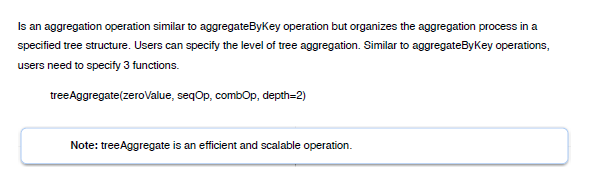 Is an aggregation operation similar to aggregateByKey operation but organizes the aggregation process in a
specified tree structure. Users can specify the level of tree aggregation. Similar to aggregateByKey operations,
users need to specify 3 functions.
treeAggregate(zeroValue, seqOp, combOp, depth=2)
Note: treeAggregate is an efficient and scalable operation.